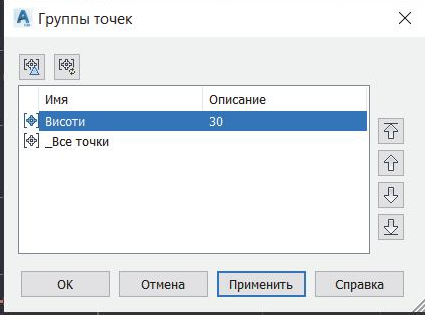 Группы точек
Имя Описание
Висоти 30
_Все точки
ОК Отмена Применить Справка